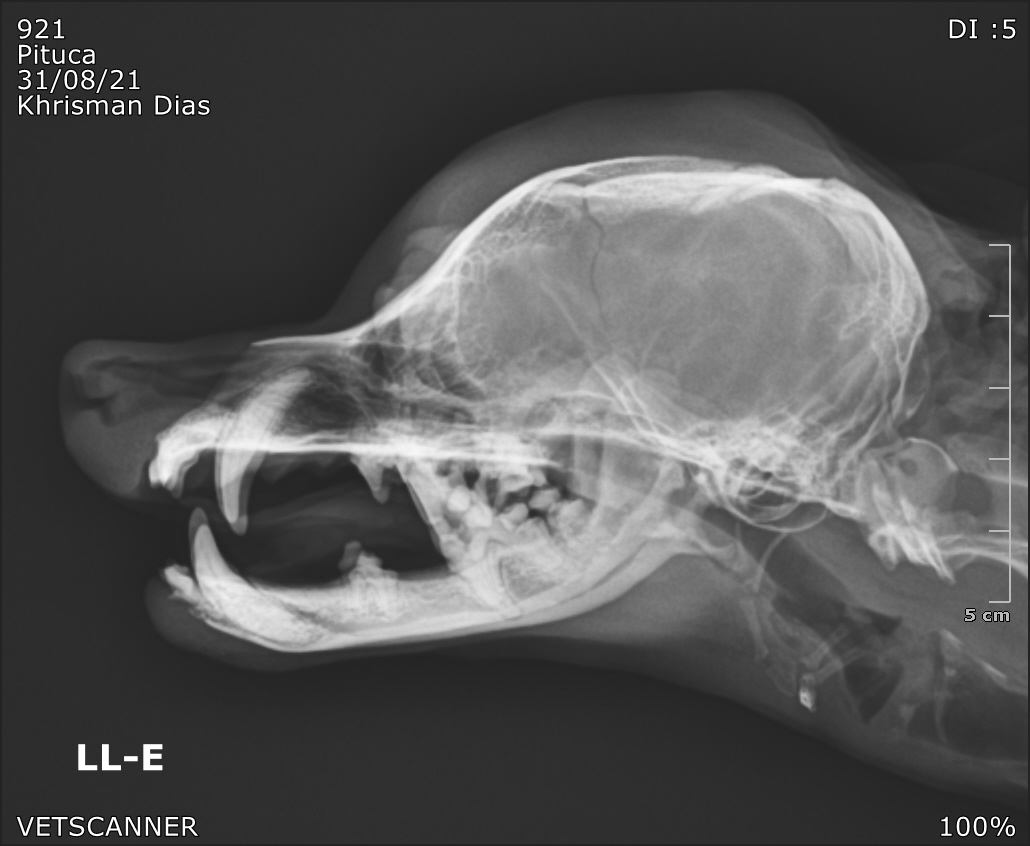 921
Pituca
31/08/21
Khrisman Dias
DI :5
5 cm
LL-E
VETSCANNER
100%